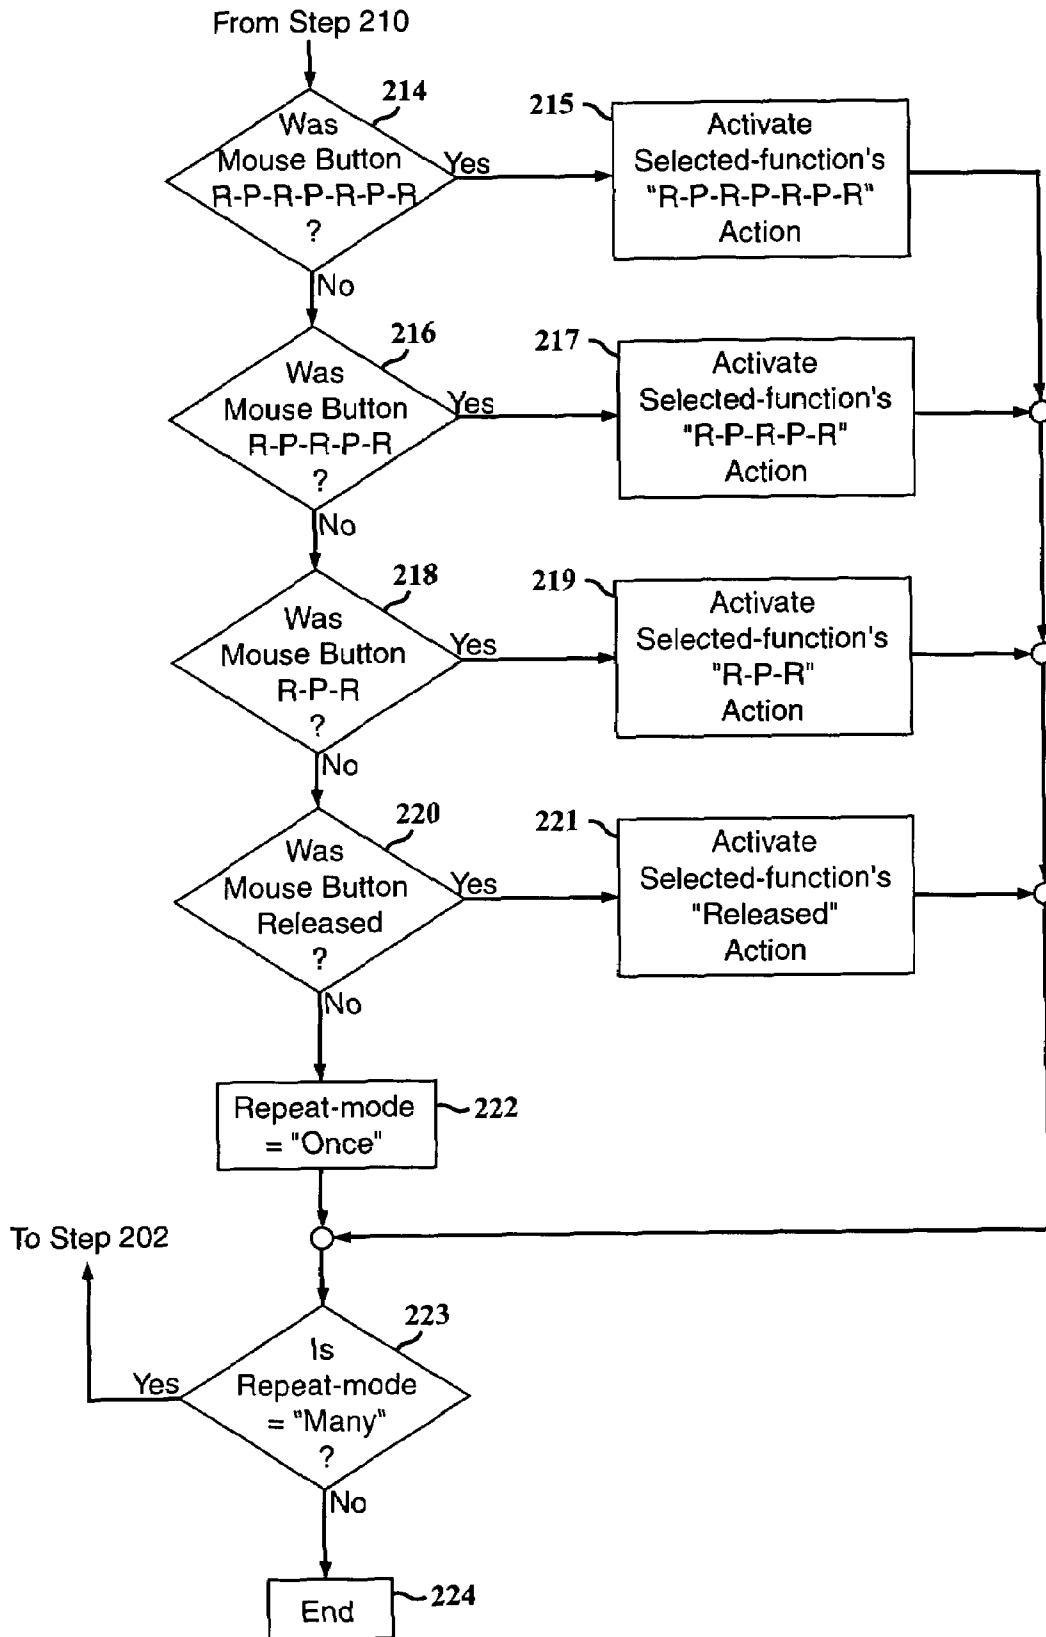 From Step 210
214
Was
Mouse Button
R-P-R-P-R-P-R
?
Yes
No
215
Activate
Selected-function's
"R-P-R-P-R-P-R"
Action
216
Was
Mouse Button
R-P-R-P-R
?
Yes
No
217
Activate
Selected-function's
"R-P-R-P-R"
Action
218
Was
Mouse Button
R-P-R
?
Yes
No
219
Activate
Selected-function's
"R-P-R"
Action
220
Was
Mouse Button
Released
?
Yes
No
221
Activate
Selected-function's
"Released"
Action
Repeat-mode
= "Once"
222
To Step 202
223
Is
Repeat-mode
= "Many"
?
Yes
No
End
224